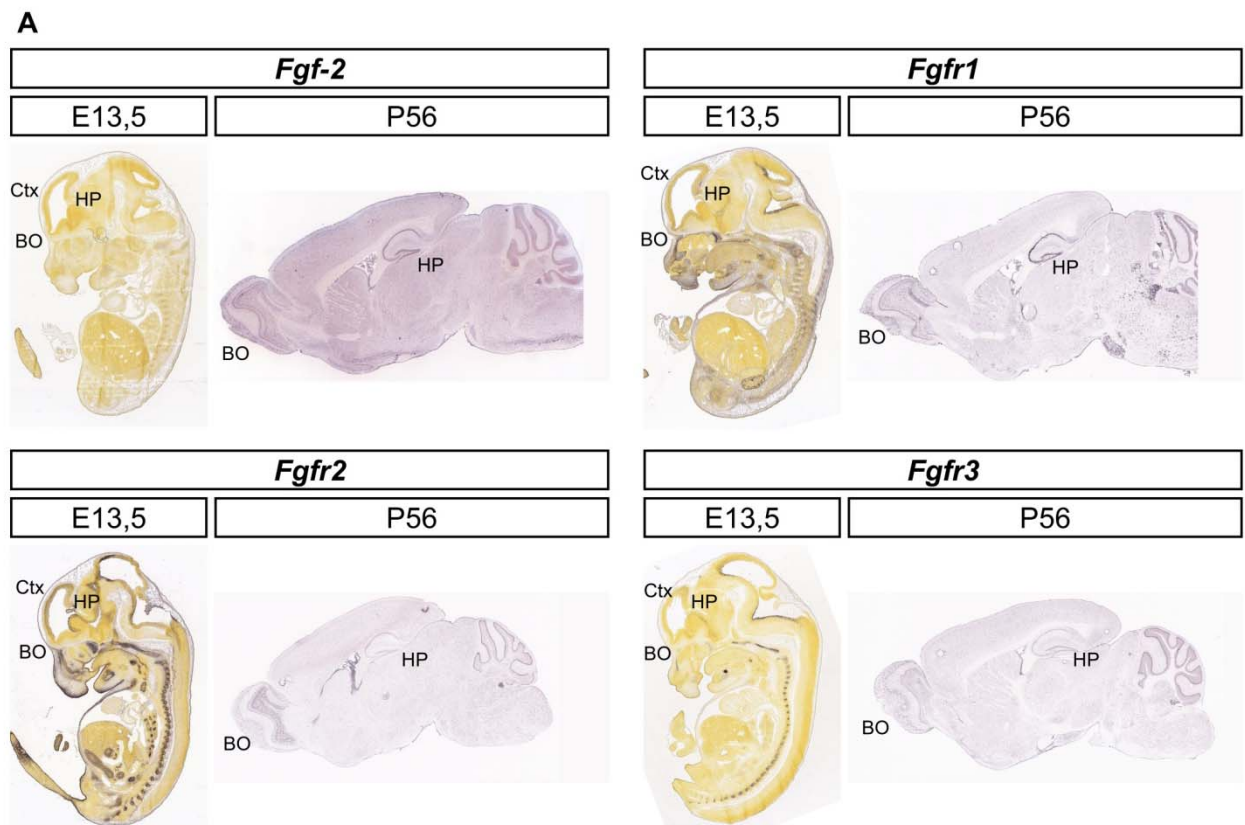 A
Fgf-2
E13,5
P56
Ctx
HP
BO
HP
BO
Fgfr1
E13,5
P56
Ctx
HP
BO
HP
BO
Fgfr2
E13,5
P56
Ctx
HP
BO
HP
BO
Fgfr3
E13,5
P56
Ctx
HP
BO
HP
BO